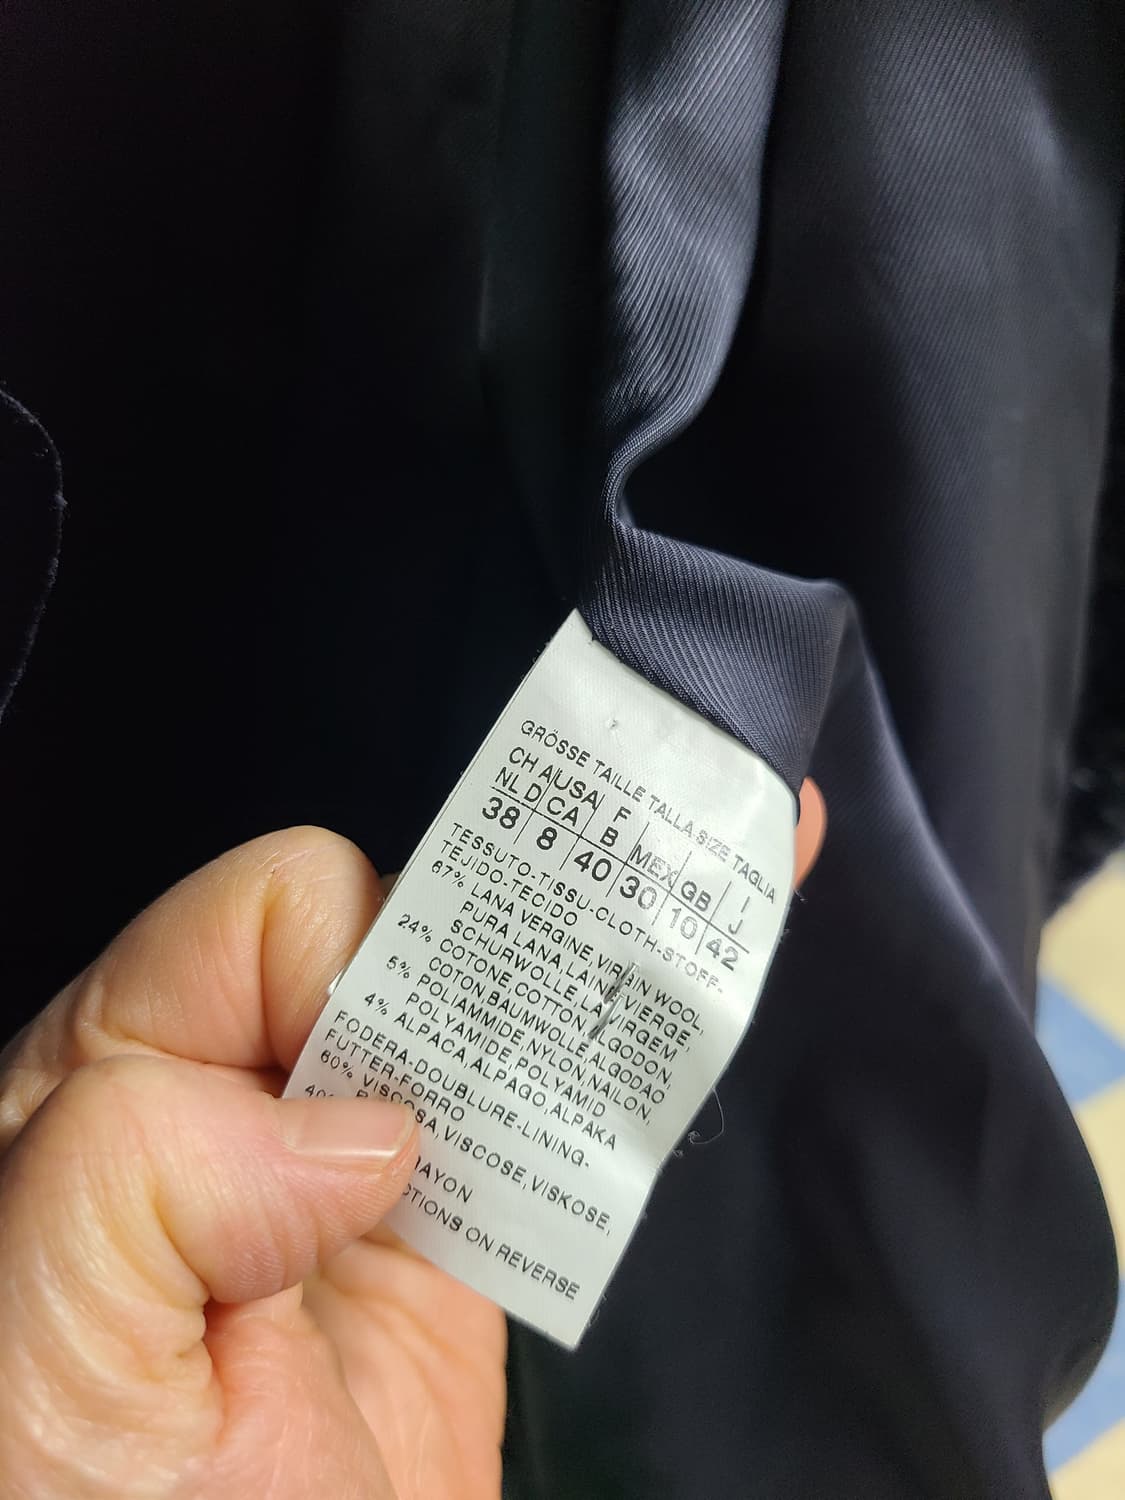 GRÖSSE TAILLE TALLA SIZE TAGLIA
CH A USA F I
NL D CA B MEX GB J
38 8 40 30 10 42
TESSUTO-TISSU-CLOTH-STOFF-
TEJIDO-TECIDO
67% LANA VERGINE, VIRGIN WOOL,
PURA LANA, LAINE VIERGE,
SCHURWOLLE, LA VIRGEM
24% COTONE, COTTON, ALGODON,
COTON, BAUMWOLLE, ALGODAO
5% POLIAMMIDE, NYLON, NAILON,
POLYAMIDE, POLYAMID
4% ALPACA, ALPAGO, ALPAKA
FODERA-DOUBLURE-LINING-
FUTTER-FORRO
60% VISCOSA, VISCOSE, VISKOSE,
RAYON
ON REVERSE